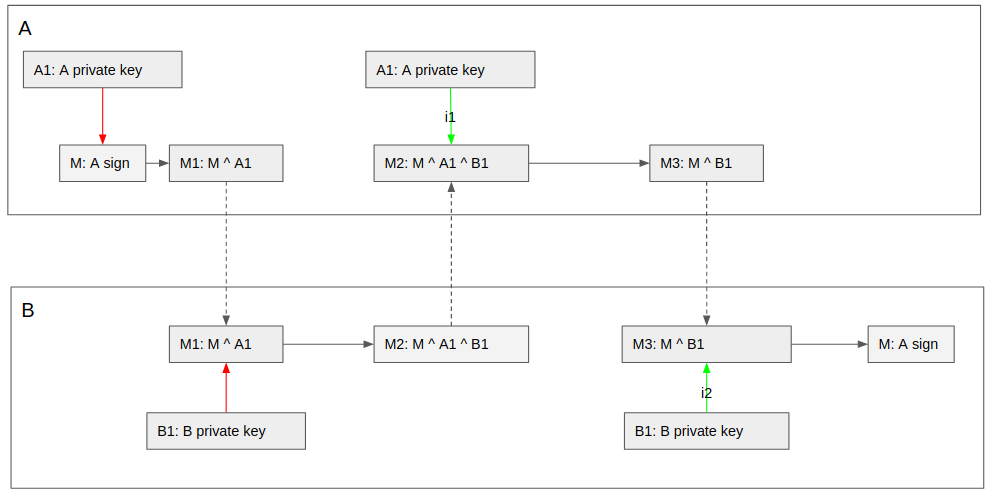 A
A1: A private key
A1: A private key
i1
M: A sign
M1: M ^ A1
M2: M ^ A1 ^ B1
M3: M ^ B1
B
M1: M ^ A1
M2: M ^ A1 ^ B1
M3: M ^ B1
M: A sign
i2
B1: B private key
B1: B private key